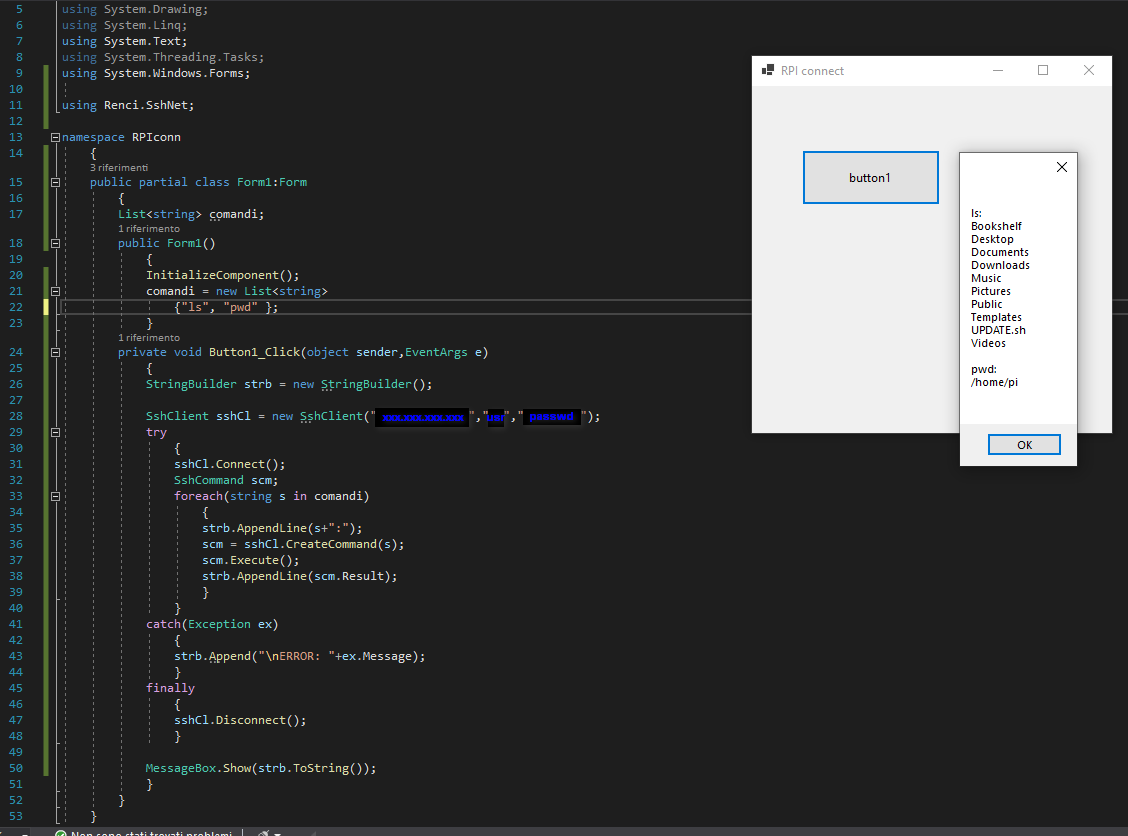 5 using System.Drawing;
6 using System.Linq;
7 using System.Text;
8 using System.Threading.Tasks;
9 using System.Windows.Forms;
10
11 using Renci.SshNet;
12
13 namespace RPIconn
14 {
3 riferimenti
15 public partial class Form1:Form
16 {
17 List<string> comandi;
1 riferimento
18 public Form1()
19 {
20 InitializeComponent();
21 comandi = new List<string>
22 {"ls", "pwd" };
23 }
1 riferimento
24 private void Button1_Click(object sender,EventArgs e)
25 {
26 StringBuilder strb = new StringBuilder();
27
28 SshClient sshCl = new SshClient("xxx.xxx.xxx.xxx","usr","passwd");
29 try
30 {
31 sshCl.Connect();
32 SshCommand scm;
33 foreach(string s in comandi)
34 {
35 strb.AppendLine(s+":");
36 scm = sshCl.CreateCommand(s);
37 scm.Execute();
38 strb.AppendLine(scm.Result);
39 }
40 }
41 catch(Exception ex)
42 {
43 strb.Append("\nERROR: "+ex.Message);
44 }
45 finally
46 {
47 sshCl.Disconnect();
48 }
49
50 MessageBox.Show(strb.ToString());
51 }
52 }
53 }
Non sono stati trovati problemi
RPI connect
button1
ls:
Bookshelf
Desktop
Documents
Downloads
Music
Pictures
Public
Templates
UPDATE.sh
Videos
pwd:
/home/pi
OK